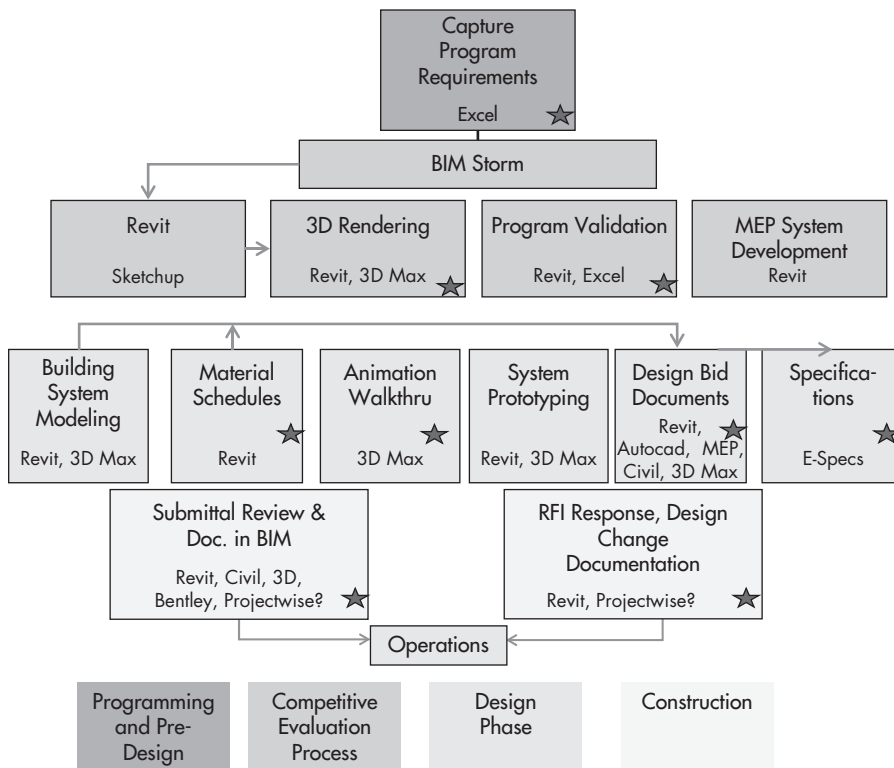 Capture
Program
Requirements
Excel
BIM Storm
Revit
Sketchup
3D Rendering
Revit, 3D Max
Program Validation
Revit, Excel
MEP System
Development
Revit
Building
System
Modeling
Revit, 3D Max
Material
Schedules
Revit
Animation
Walkthru
3D Max
System
Prototyping
Revit, 3D Max
Design Bid
Documents
Revit,
Autocad, MEP,
Civil, 3D Max
Specifica-
tions
E-Specs
Submittal Review &
Doc. in BIM
Revit, Civil, 3D,
Bentley, Projectwise?
RFI Response, Design
Change
Documentation
Revit, Projectwise?
Operations
Programming
and Pre-
Design
Competitive
Evaluation
Process
Design
Phase
Construction